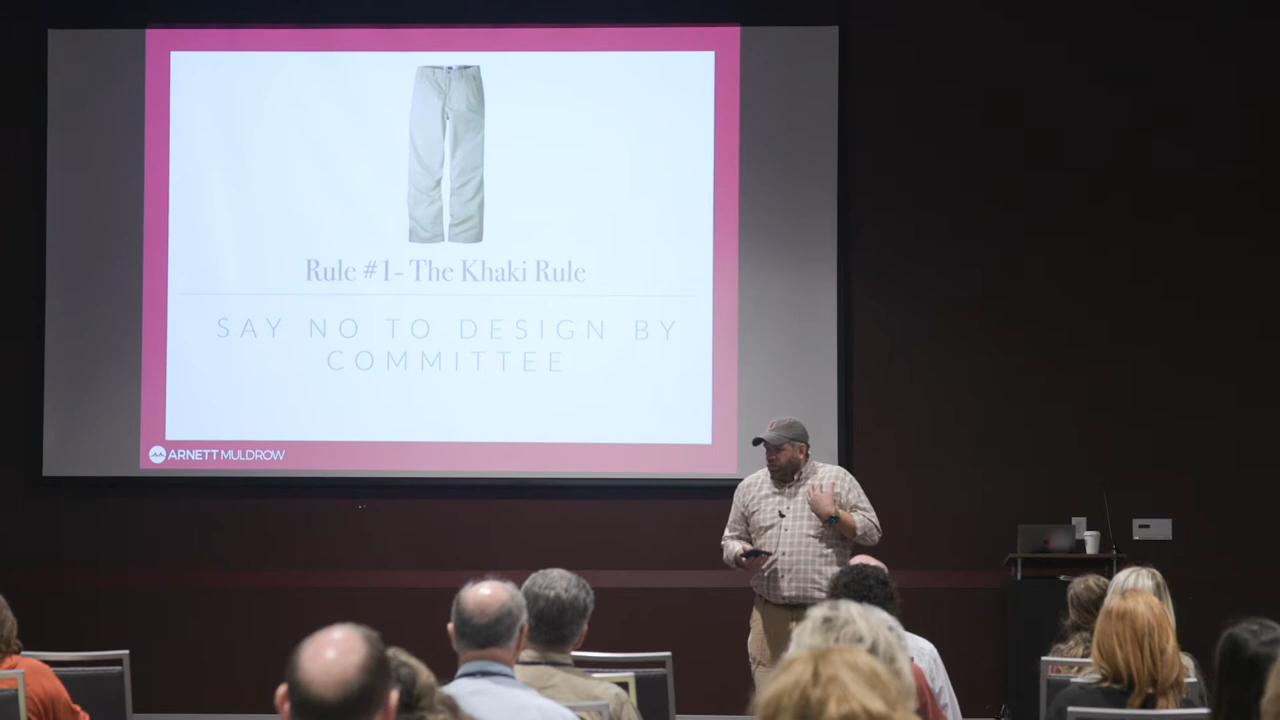 Rule #1- The Khaki Rule
SAY NO TO DESIGN BY
COMMITTEE
ARNETT MULDROW